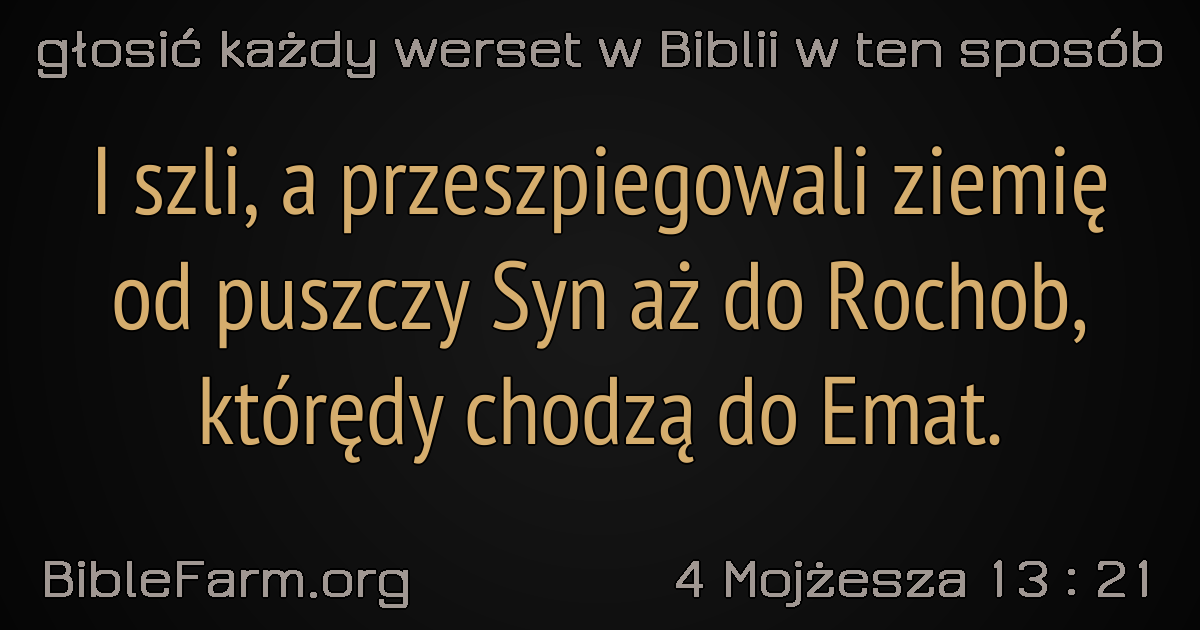 głosić każdy werset w Biblii w ten sposób
I szli, a przeszpiegowali ziemię
od puszczy Syn aż do Rochob,
którędy chodzą do Emat.
BibleFarm.org
4 Mojżesza 13 : 21